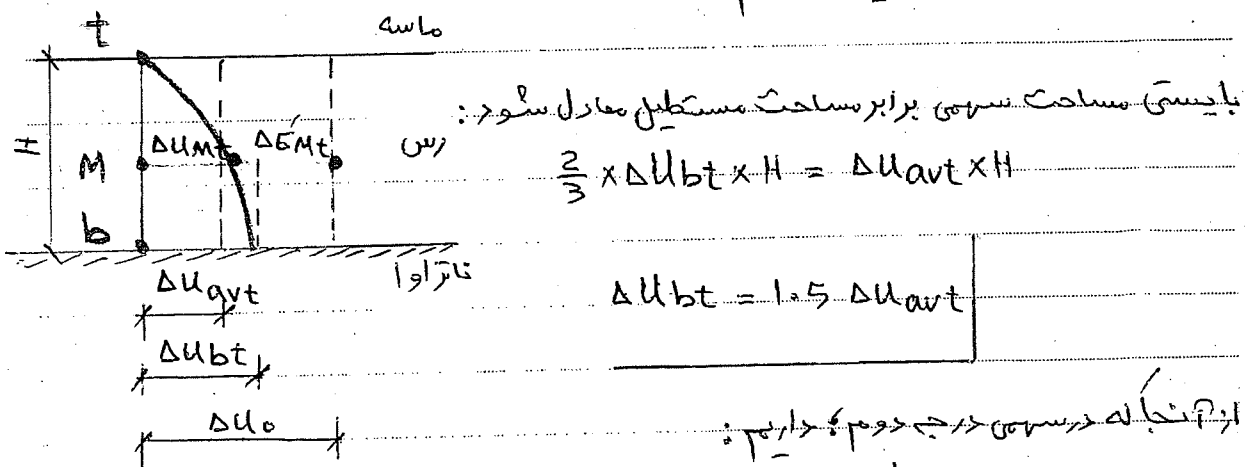 t
ماسه
بایستی مساحت سهمی برابر مساحت مستطیل معادل شود:
H
M ΔUMt ΔσʹMt رس
2/3 × ΔUbt × H = ΔUavt × H
b
ناتراوا
ΔUavt
ΔUbt = 1.5 ΔUavt
ΔUbt
ΔU0
از آنجا که در سهمی درجه دوم داریم: